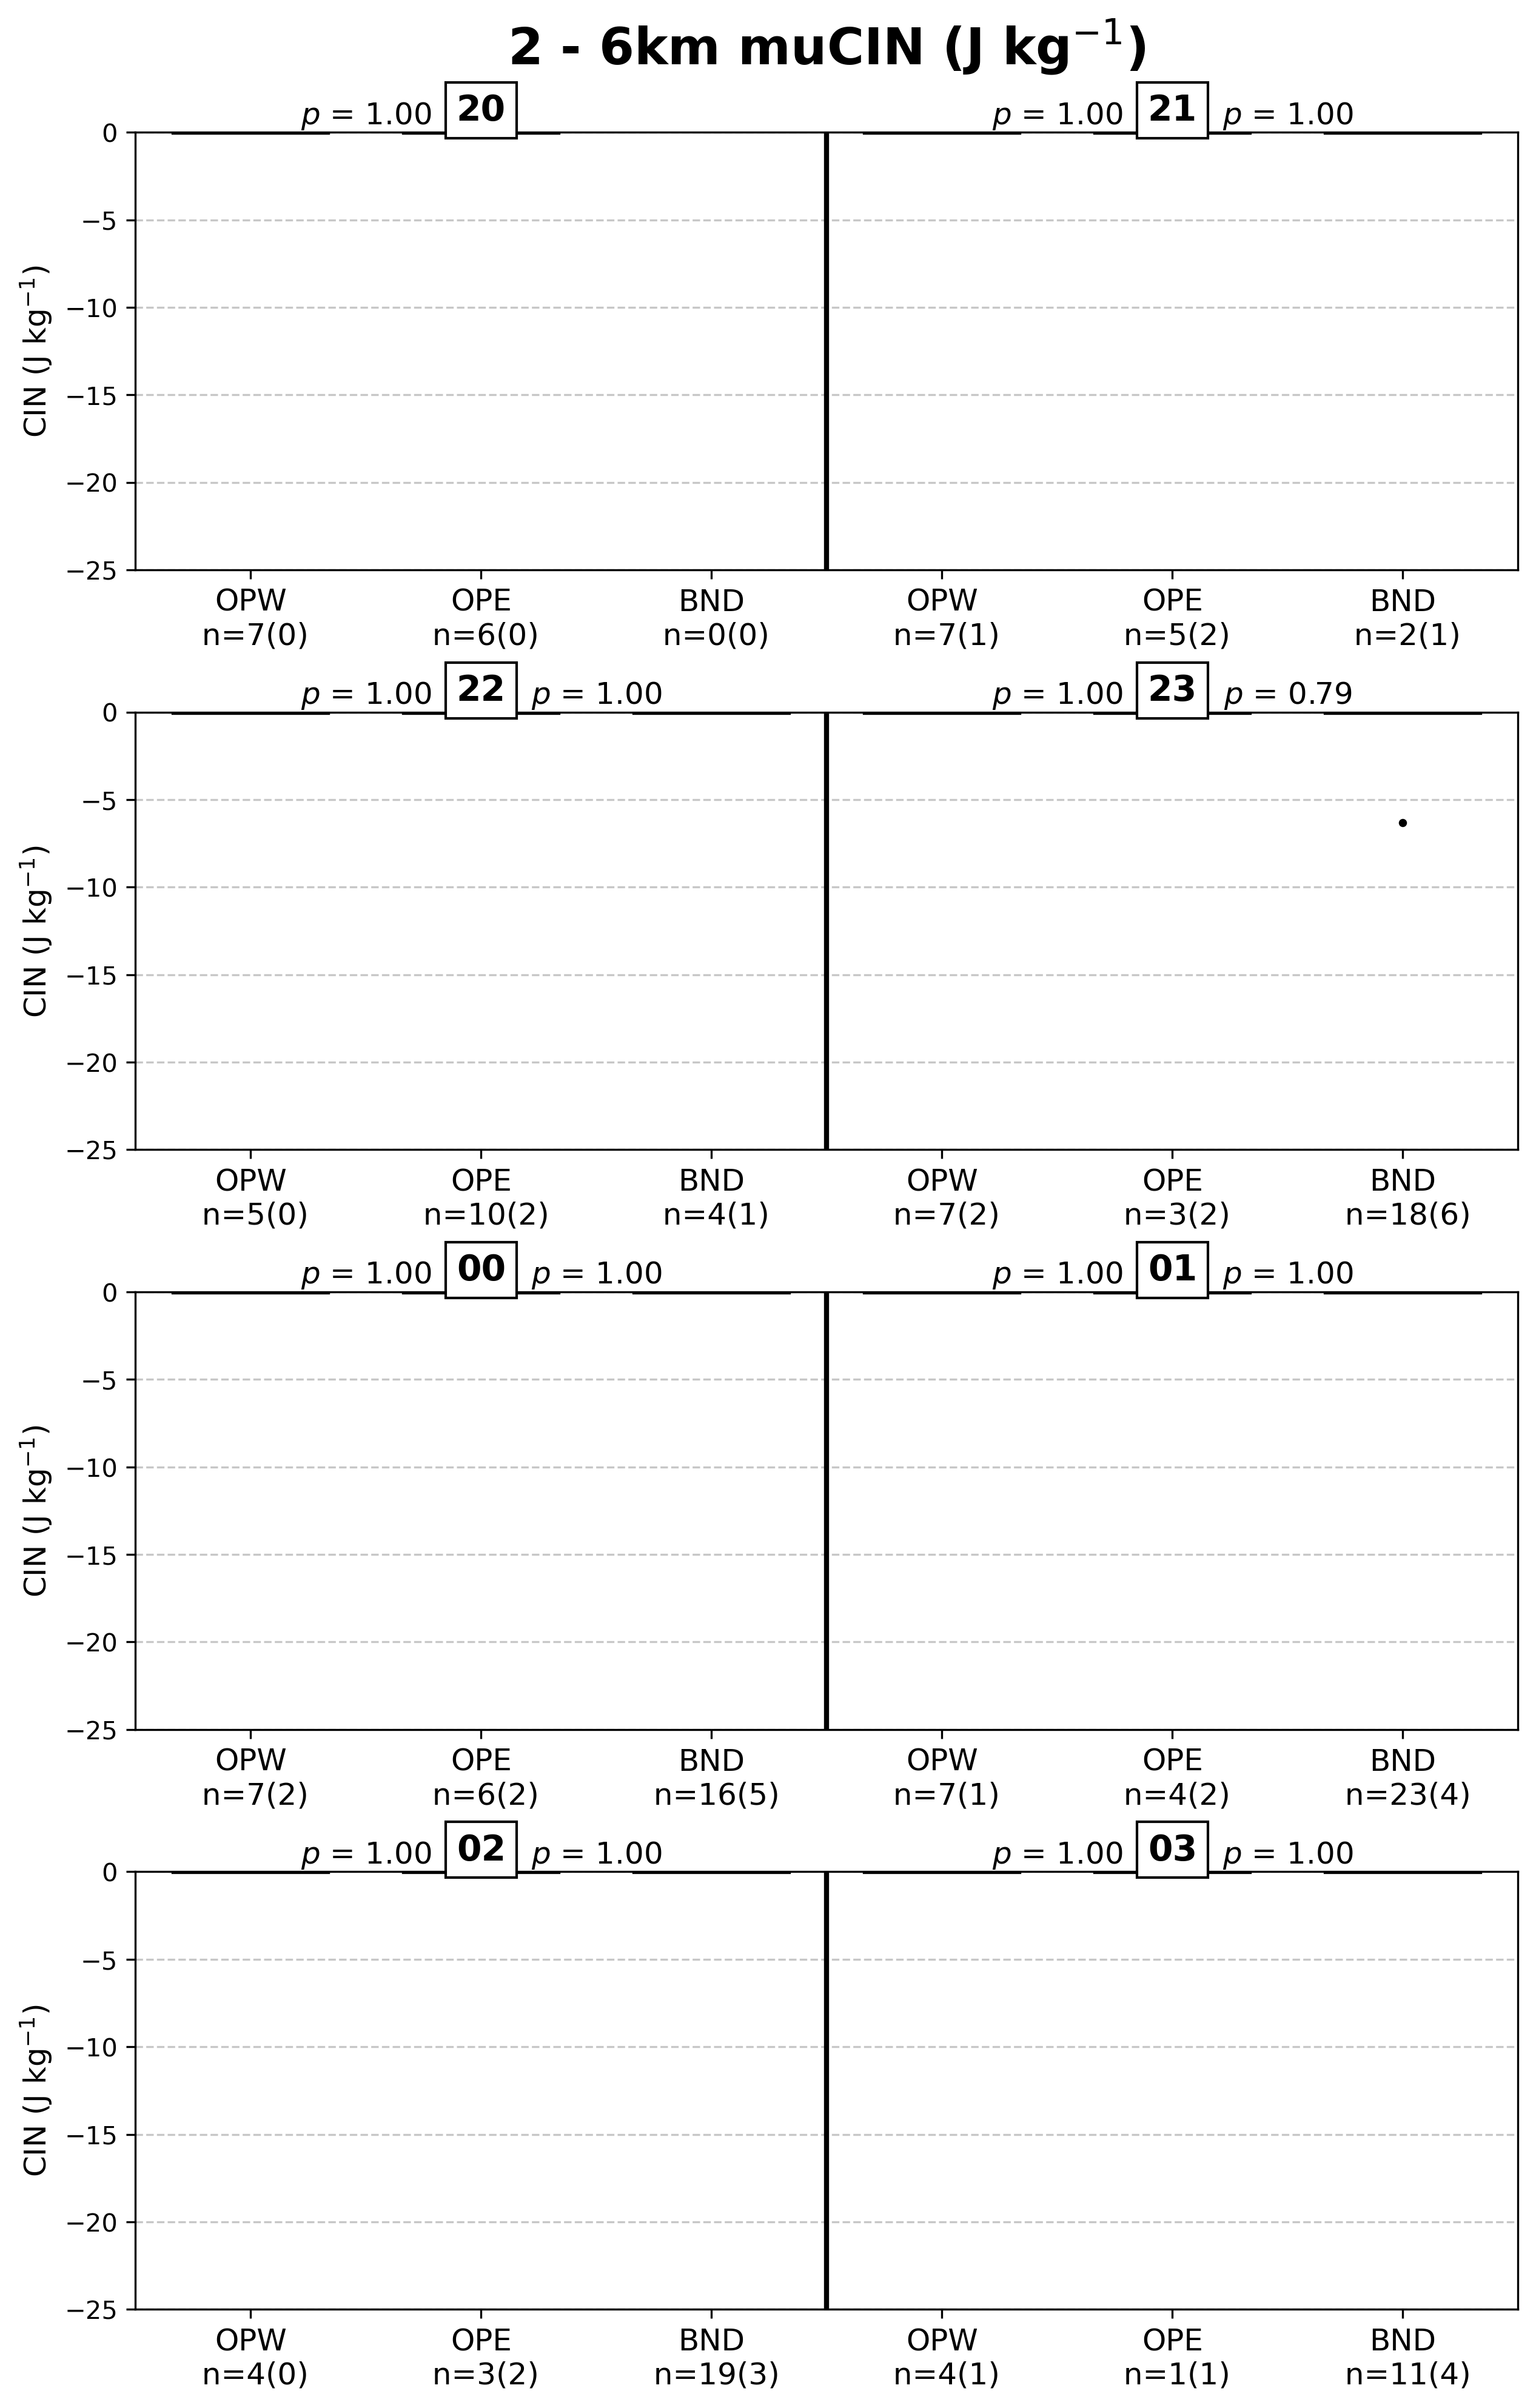 2 - 6km muCIN (J kg⁻¹)
p = 1.00 20 p = 1.00 21 p = 1.00
0
−5
−10
−15
−20
−25
CIN (J kg⁻¹)
OPW OPE BND OPW OPE BND
n=7(0) n=6(0) n=0(0) n=7(1) n=5(2) n=2(1)
p = 1.00 22 p = 1.00 p = 1.00 23 p = 0.79
0
−5
−10
−15
−20
−25
CIN (J kg⁻¹)
OPW OPE BND OPW OPE BND
n=5(0) n=10(2) n=4(1) n=7(2) n=3(2) n=18(6)
p = 1.00 00 p = 1.00 p = 1.00 01 p = 1.00
0
−5
−10
−15
−20
−25
CIN (J kg⁻¹)
OPW OPE BND OPW OPE BND
n=7(2) n=6(2) n=16(5) n=7(1) n=4(2) n=23(4)
p = 1.00 02 p = 1.00 p = 1.00 03 p = 1.00
0
−5
−10
−15
−20
−25
CIN (J kg⁻¹)
OPW OPE BND OPW OPE BND
n=4(0) n=3(2) n=19(3) n=4(1) n=1(1) n=11(4)